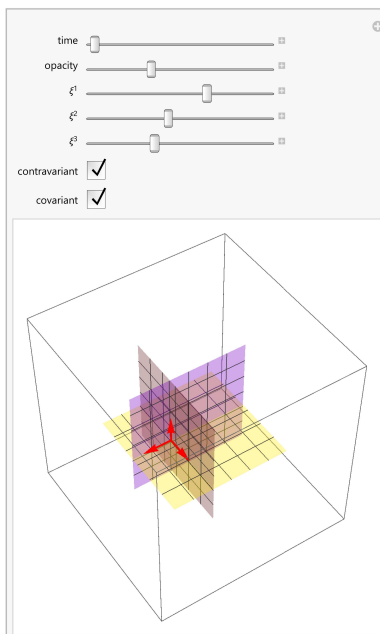 time
opacity
ξ¹
ξ²
ξ³
contravariant
covariant